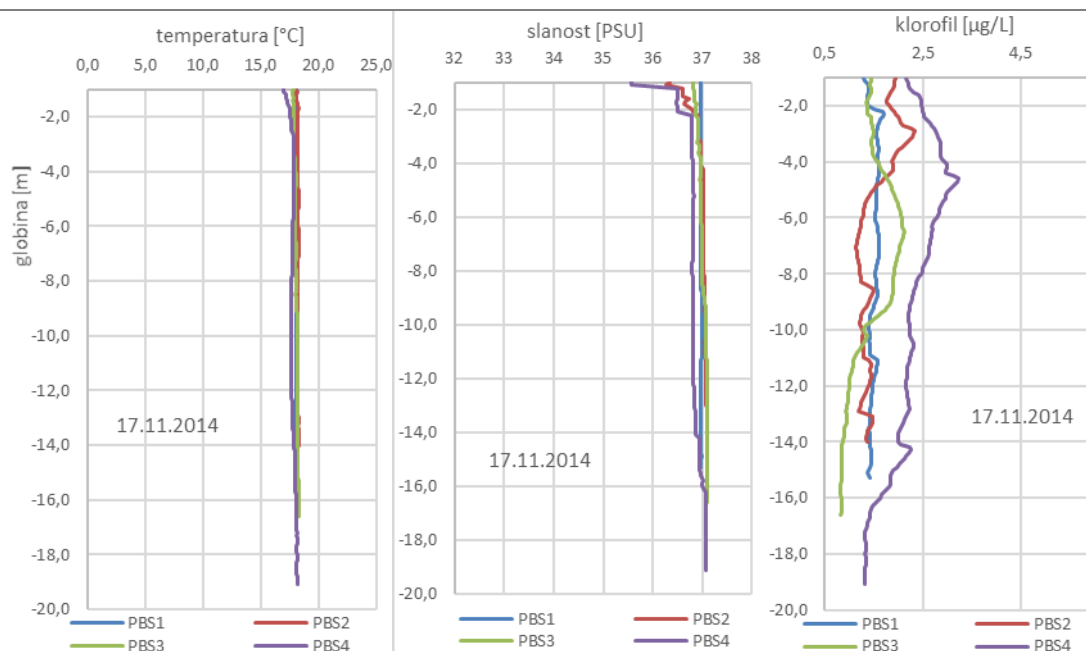 temperatura [°C]
0,0 5,0 10,0 15,0 20,0 25,0
globina [m]
-2,0
-4,0
-6,0
-8,0
-10,0
-12,0
-14,0
-16,0
-18,0
-20,0
17.11.2014
PBS1 PBS2
PBS3 PBS4
slanost [PSU]
32 33 34 35 36 37 38
-2,0
-4,0
-6,0
-8,0
-10,0
-12,0
-14,0
-16,0
-18,0
-20,0
17.11.2014
PBS1 PBS2
PBS3 PBS4
klorofil [µg/L]
0,5 2,5 4,5
-2,0
-4,0
-6,0
-8,0
-10,0
-12,0
-14,0
-16,0
-18,0
-20,0
17.11.2014
PBS1 PBS2
PBS3 PBS4